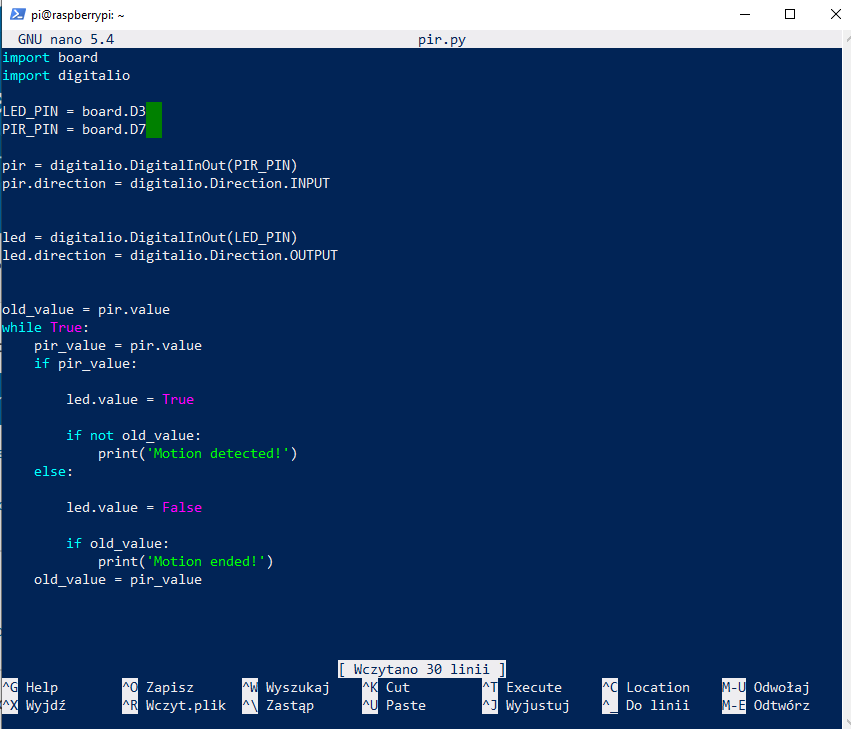 pi@raspberrypi: ~
GNU nano 5.4 pir.py
import board
import digitalio
LED_PIN = board.D3
PIR_PIN = board.D7
pir = digitalio.DigitalInOut(PIR_PIN)
pir.direction = digitalio.Direction.INPUT
led = digitalio.DigitalInOut(LED_PIN)
led.direction = digitalio.Direction.OUTPUT
old_value = pir.value
while True:
    pir_value = pir.value
    if pir_value:
        led.value = True
        if not old_value:
            print('Motion detected!')
    else:
        led.value = False
        if old_value:
            print('Motion ended!')
    old_value = pir_value
[ Wczytano 30 linii ]
^G Help ^O Zapisz ^W Wyszukaj ^K Cut ^T Execute ^C Location M-U Odwołaj
^X Wyjdź ^R Wczyt.plik ^\ Zastąp ^U Paste ^J Wyjustuj ^_ Do linii M-E Odtwórz